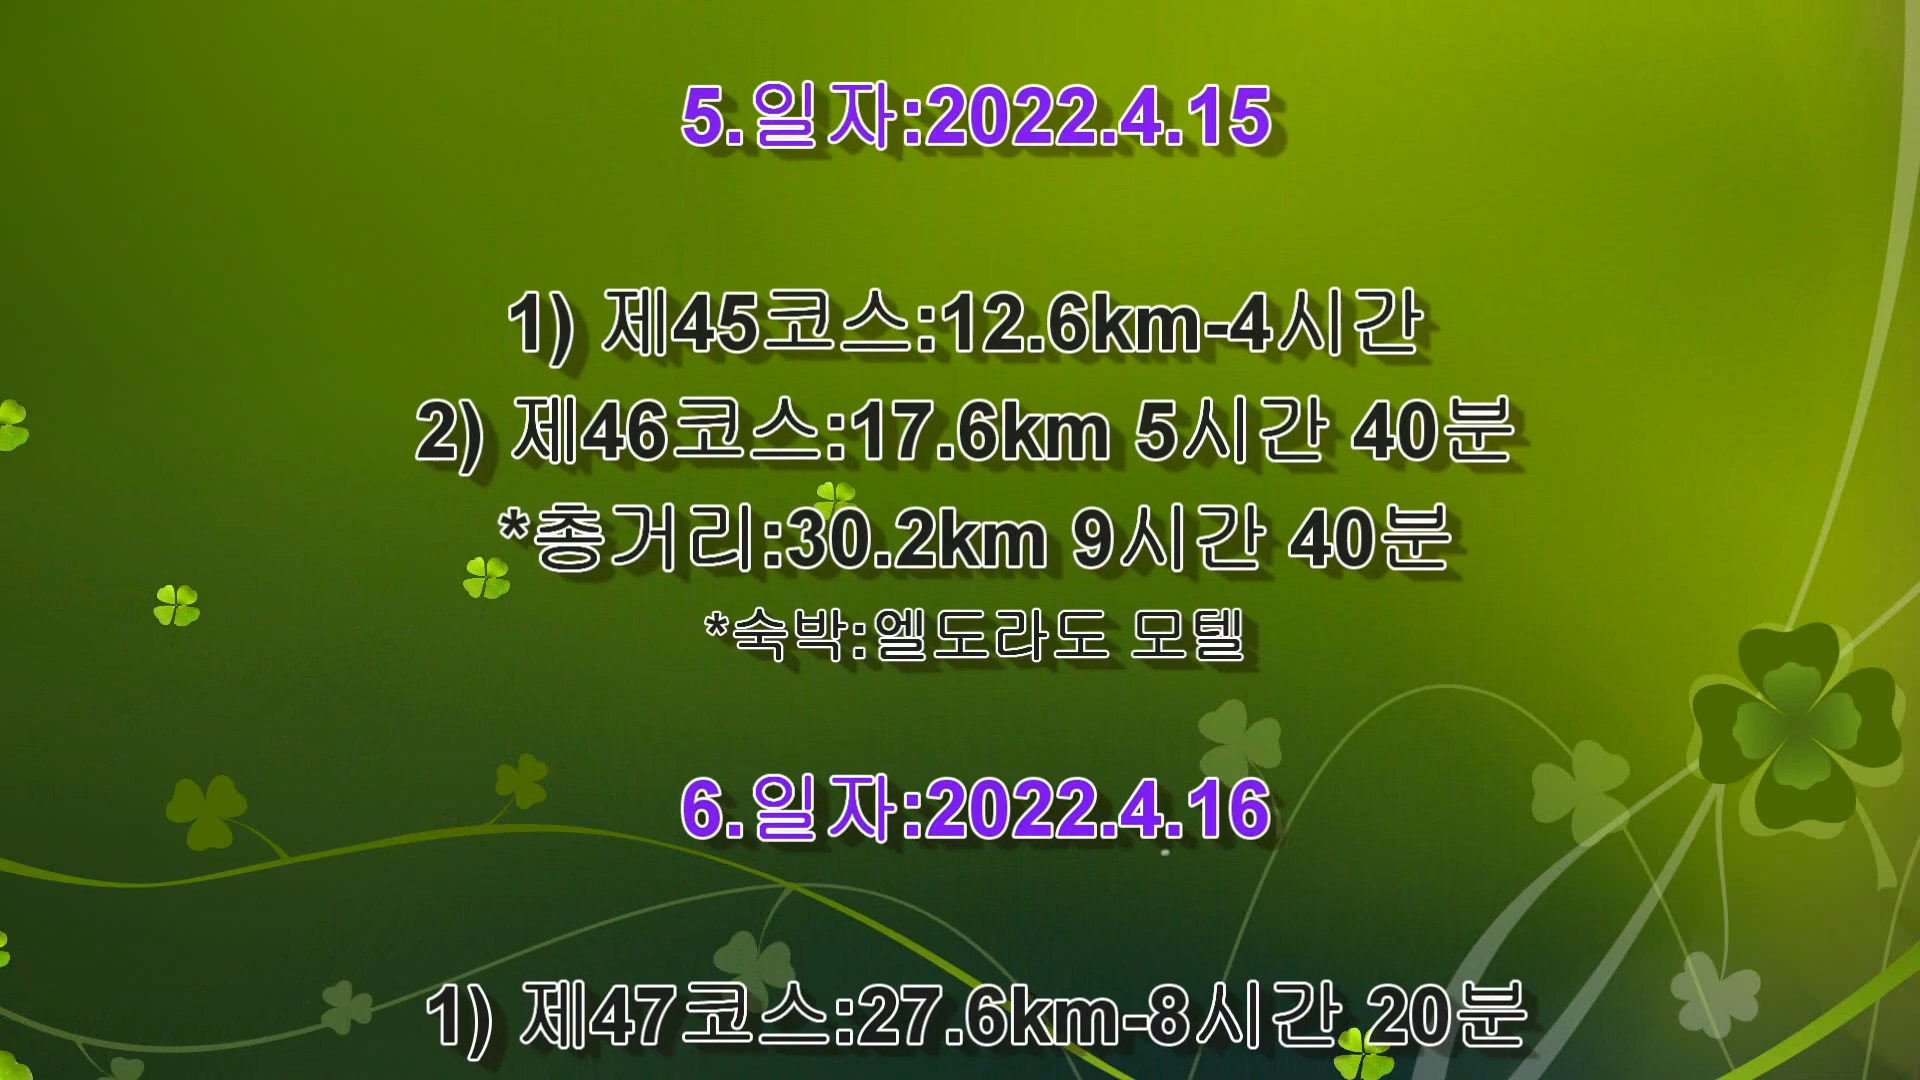 5.일자:2022.4.15
1) 제45코스:12.6km-4시간
2) 제46코스:17.6km 5시간 40분
*총거리:30.2km 9시간 40분
*숙박:엘도라도 모텔
6.일자:2022.4.16
1) 제47코스:27.6km-8시간 20분